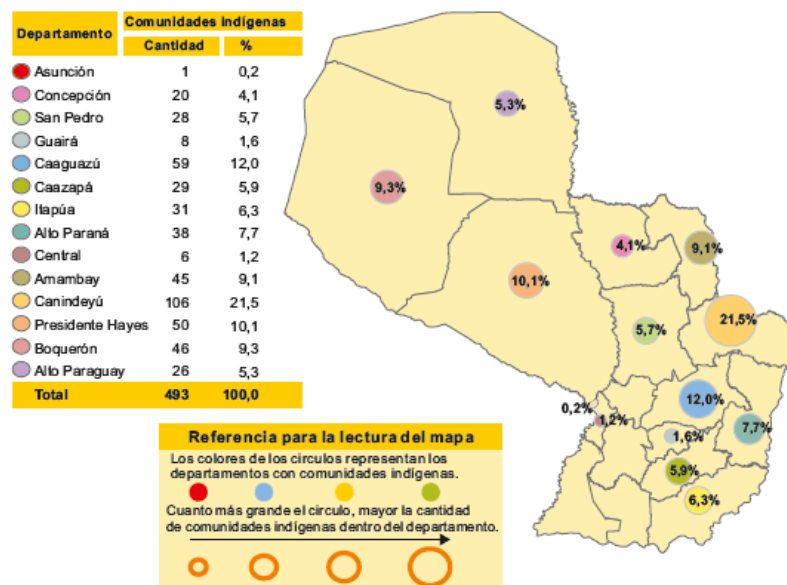 Departamento Comunidades indígenas
Cantidad %
Asunción 1 0,2
Concepción 20 4,1
San Pedro 28 5,7
Guairá 8 1,6
Caaguazú 59 12,0
Caazapá 29 5,9
Itapúa 31 6,3
Alto Paraná 38 7,7
Central 6 1,2
Amambay 45 9,1
Canindeyú 106 21,5
Presidente Hayes 50 10,1
Boquerón 46 9,3
Alto Paraguay 26 5,3
Total 493 100,0
5,3%
9,3%
4,1%
9,1%
10,1%
21,5%
5,7%
12,0%
0,2%
1,2%
7,7%
1,6%
5,9%
6,3%
Referencia para la lectura del mapa
Los colores de los círculos representan los
departamentos con comunidades indígenas.
Cuanto más grande el circulo, mayor la cantidad
de comunidades indígenas dentro del departamento.